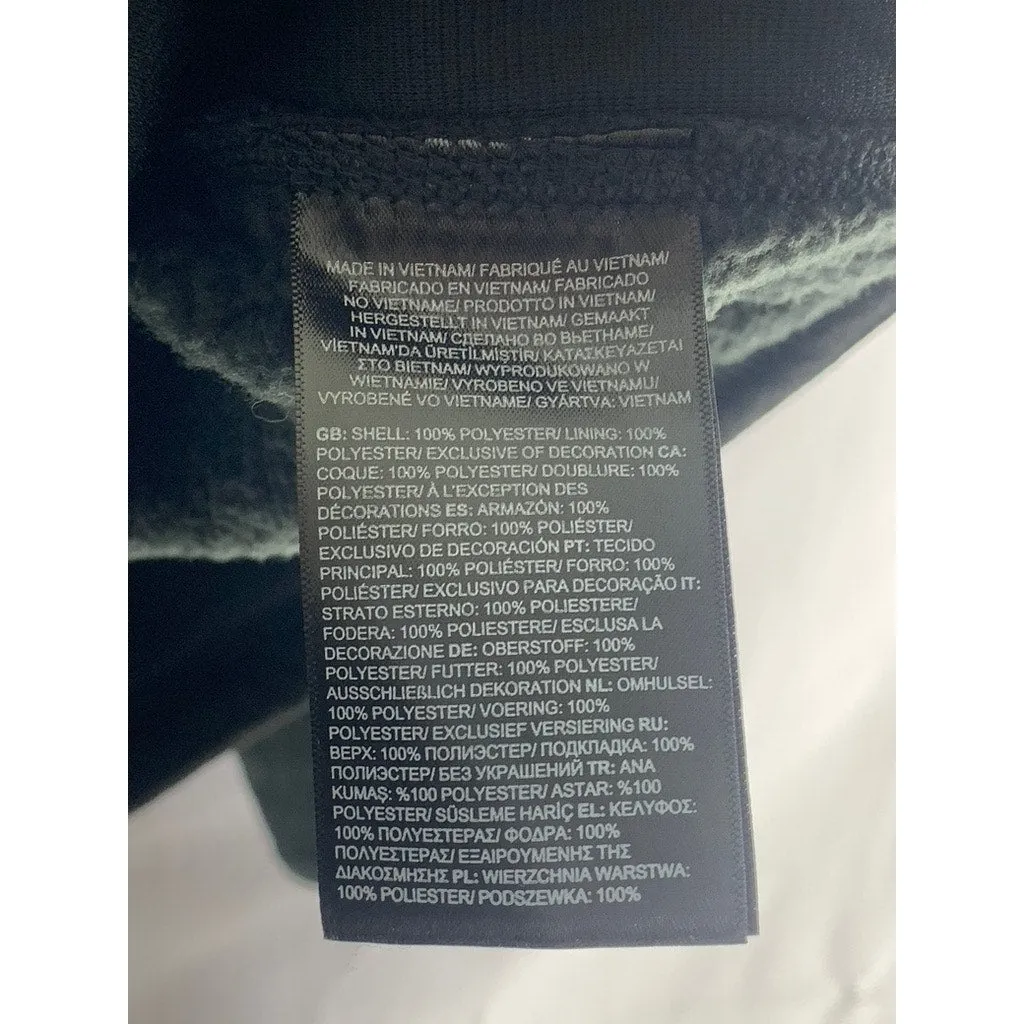 MADE IN VIETNAM/ FABRIQUÉ AU VIETNAM/
FABRICADO EN VIETNAM/ FABRICADO
NO VIETNAME/ PRODOTTO IN VIETNAM/
HERGESTELLT IN VIETNAM/ GEMAAKT
IN VIETNAM/ СДЕЛАНО ВО ВЬЕТНАМЕ/
VİETNAM'DA ÜRETİLMİŞTİR/ ΚΑΤΑΣΚΕΥΑΖΕΤΑΙ
ΣΤΟ ΒΙΕΤΝΑΜ/ WYPRODUKOWANO W
WIETNAMIE/ VYROBENO VE VIETNAMU/
VYROBENÉ VO VIETNAME/ GYÁRTVA: VIETNAM
GB: SHELL: 100% POLYESTER/ LINING: 100%
POLYESTER/ EXCLUSIVE OF DECORATION CA:
COQUE: 100% POLYESTER/ DOUBLURE: 100%
POLYESTER/ À L'EXCEPTION DES
DÉCORATIONS ES: ARMAZÓN: 100%
POLIÉSTER/ FORRO: 100% POLIÉSTER/
EXCLUSIVO DE DECORACIÓN PT: TECIDO
PRINCIPAL: 100% POLIÉSTER/ FORRO: 100%
POLIÉSTER/ EXCLUSIVO PARA DECORAÇÃO IT:
STRATO ESTERNO: 100% POLIESTERE/
FODERA: 100% POLIESTERE/ ESCLUSA LA
DECORAZIONE DE: OBERSTOFF: 100%
POLYESTER/ FUTTER: 100% POLYESTER/
AUSSCHLIEßLICH DEKORATION NL: OMHULSEL:
100% POLYESTER/ VOERING: 100%
POLYESTER/ EXCLUSIEF VERSIERING RU:
ВЕРХ: 100% ПОЛИЭСТЕР/ ПОДКЛАДКА: 100%
ПОЛИЭСТЕР/ БЕЗ УКРАШЕНИЙ TR: ANA
KUMAŞ: %100 POLYESTER/ ASTAR: %100
POLYESTER/ SÜSLEME HARİÇ EL: ΚΕΛΥΦΟΣ:
100% ΠΟΛΥΕΣΤΕΡΑΣ/ ΦΟΔΡΑ: 100%
ΠΟΛΥΕΣΤΕΡΑΣ/ ΕΞΑΙΡΟΥΜΕΝΗΣ ΤΗΣ
ΔΙΑΚΟΣΜΗΣΗΣ PL: WIERZCHNIA WARSTWA:
100% POLIESTER/ PODSZEWKA: 100%